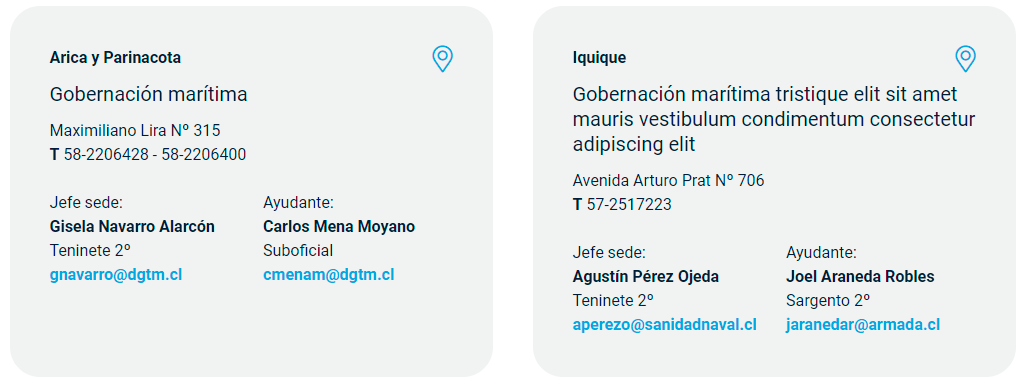 Arica y Parinacota
Gobernación marítima
Maximiliano Lira Nº 315
T 58-2206428 - 58-2206400
Jefe sede:
Gisela Navarro Alarcón
Teninete 2º
gnavarro@dgtm.cl
Ayudante:
Carlos Mena Moyano
Suboficial
cmenam@dgtm.cl
Iquique
Gobernación marítima tristique elit sit amet
mauris vestibulum condimentum consectetur
adipiscing elit
Avenida Arturo Prat Nº 706
T 57-2517223
Jefe sede:
Agustín Pérez Ojeda
Teninete 2º
aperezo@sanidadnaval.cl
Ayudante:
Joel Araneda Robles
Sargento 2º
jaranedar@armada.cl